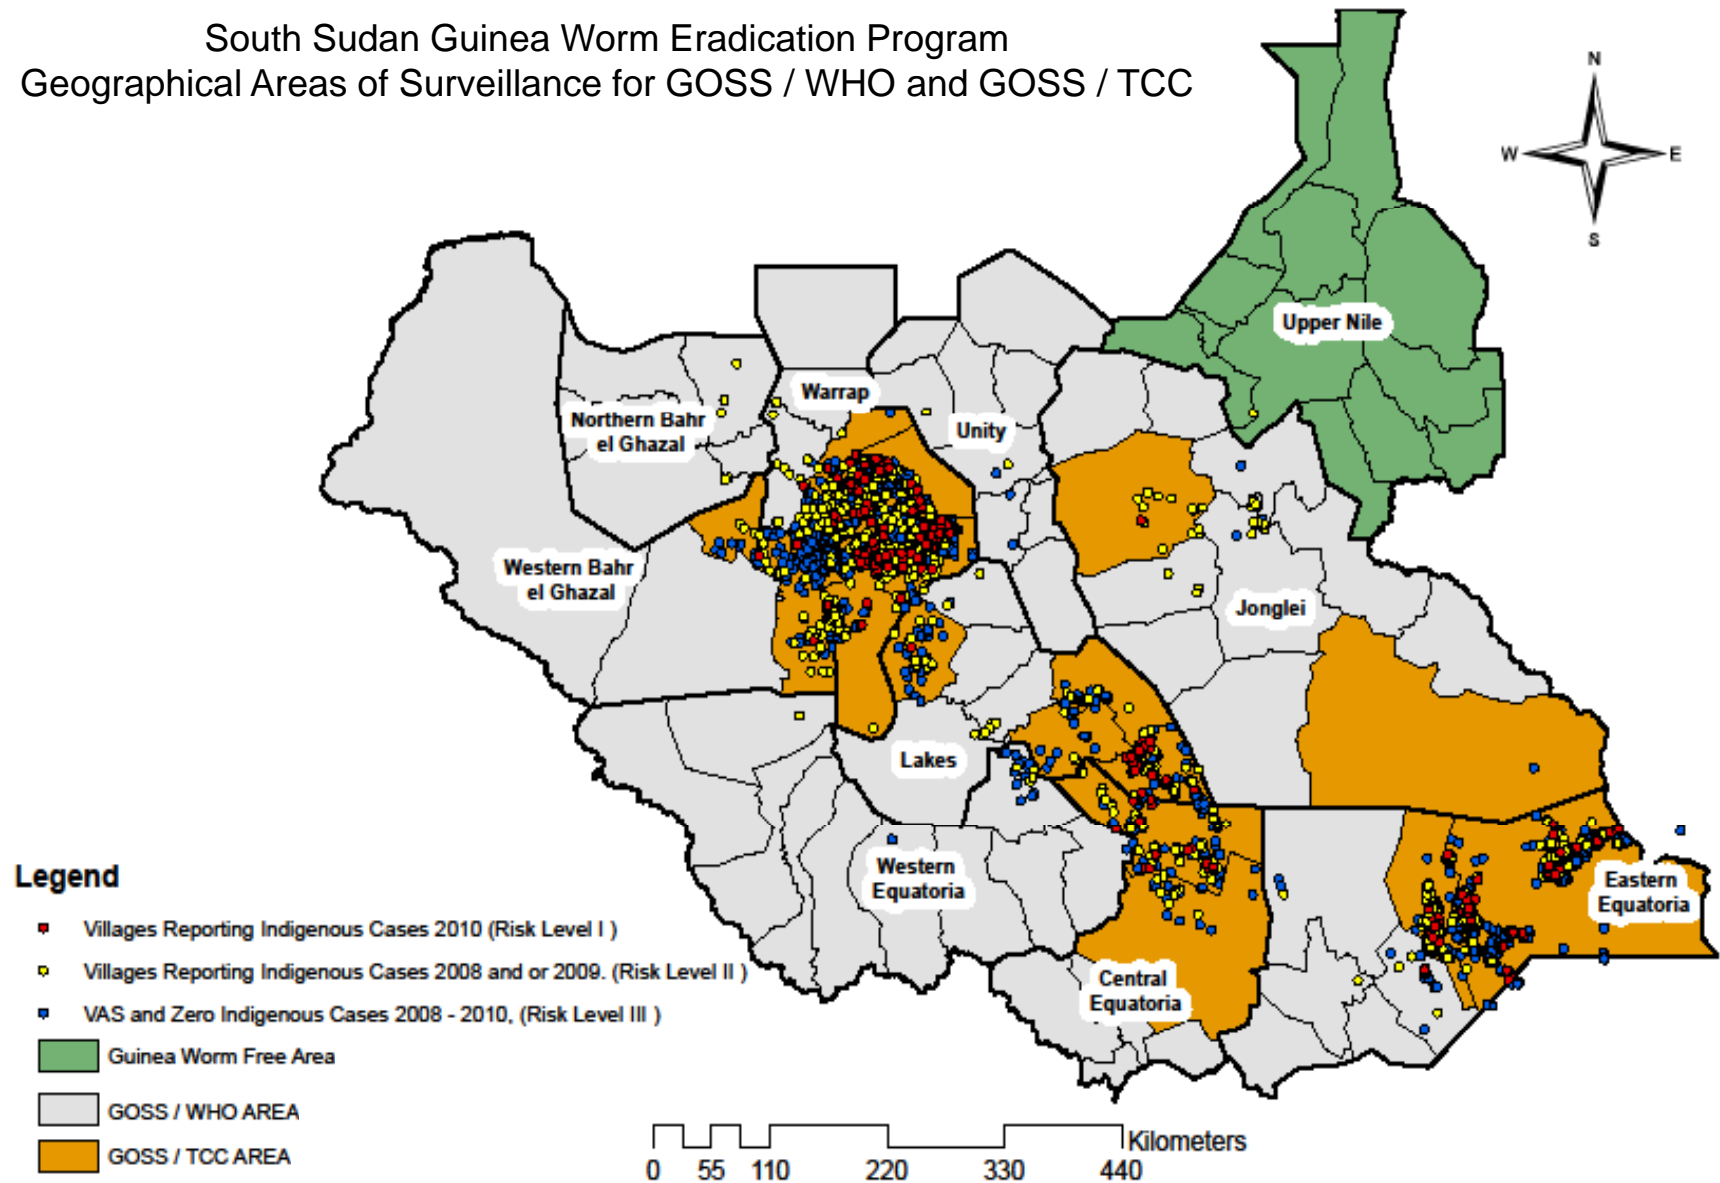 South Sudan Guinea Worm Eradication Program
Geographical Areas of Surveillance for GOSS / WHO and GOSS / TCC
N
W
E
S
Upper Nile
Warrap
Northern Bahr
el Ghazal
Unity
Western Bahr
el Ghazal
Jonglei
Lakes
Western
Equatoria
Eastern
Equatoria
Central
Equatoria
Legend
Villages Reporting Indigenous Cases 2010 (Risk Level I )
Villages Reporting Indigenous Cases 2008 and or 2009. (Risk Level II )
VAS and Zero Indigenous Cases 2008 - 2010, (Risk Level III )
Guinea Worm Free Area
GOSS / WHO AREA
GOSS / TCC AREA
Kilometers
0 55 110 220 330 440